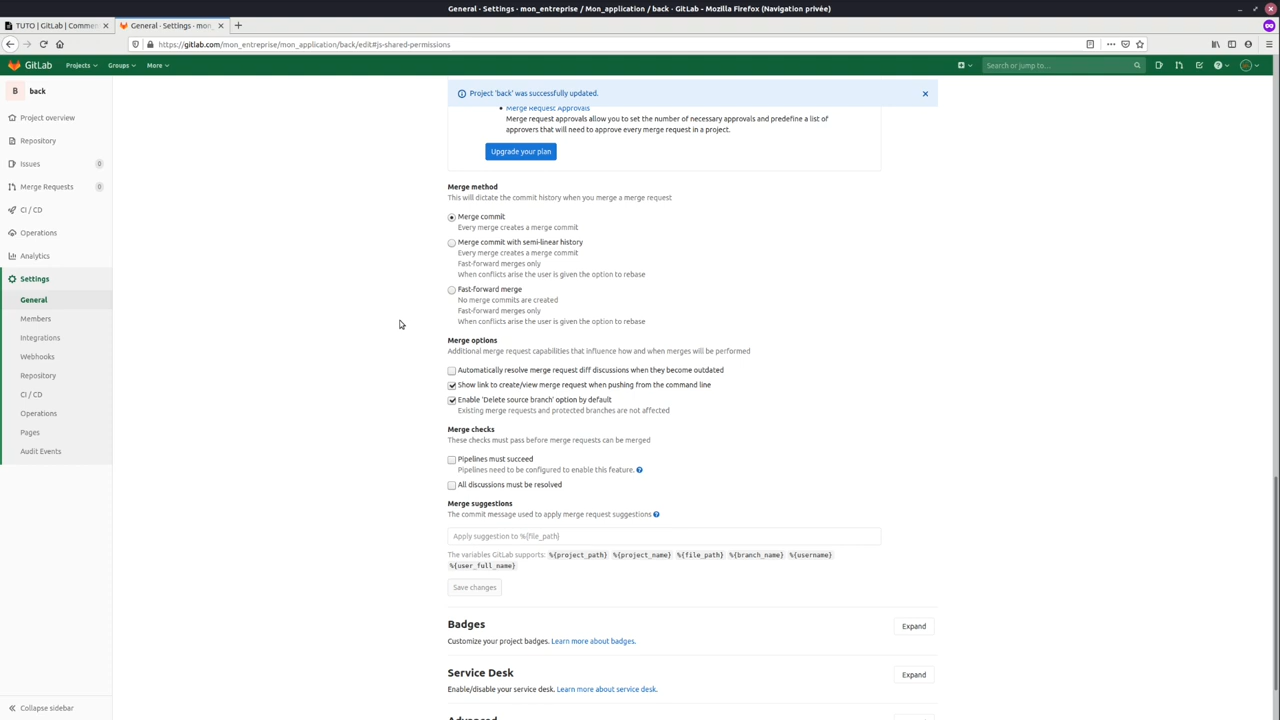 General · Settings · mon_entreprise / Mon_application / back · GitLab - Mozilla Firefox (Navigation privée)
TUTO | GitLab | Commen
General · Settings · mon_
https://gitlab.com/mon_entreprise/mon_application/back/edit#js-shared-permissions
GitLab
Projects
Groups
More
Search or jump to...
B
back
Project overview
Repository
Issues
0
Merge Requests
0
CI / CD
Operations
Analytics
Settings
General
Members
Integrations
Webhooks
Repository
CI / CD
Operations
Pages
Audit Events
Collapse sidebar
Project 'back' was successfully updated.
Merge Request Approvals
Merge request approvals allow you to set the number of necessary approvals and predefine a list of
approvers that will need to approve every merge request in a project.
Upgrade your plan
Merge method
This will dictate the commit history when you merge a merge request
Merge commit
Every merge creates a merge commit
Merge commit with semi-linear history
Every merge creates a merge commit
Fast-forward merges only
When conflicts arise the user is given the option to rebase
Fast-forward merge
No merge commits are created
Fast-forward merges only
When conflicts arise the user is given the option to rebase
Merge options
Additional merge request capabilities that influence how and when merges will be performed
Automatically resolve merge request diff discussions when they become outdated
Show link to create/view merge request when pushing from the command line
Enable 'Delete source branch' option by default
Existing merge requests and protected branches are not affected
Merge checks
These checks must pass before merge requests can be merged
Pipelines must succeed
Pipelines need to be configured to enable this feature.
All discussions must be resolved
Merge suggestions
The commit message used to apply merge request suggestions
Apply suggestion to %{file_path}
The variables GitLab supports: %{project_path} %{project_name} %{file_path} %{branch_name} %{username}
%{user_full_name}
Save changes
Badges
Expand
Customize your project badges. Learn more about badges.
Service Desk
Expand
Enable/disable your service desk. Learn more about service desk.
Advanced